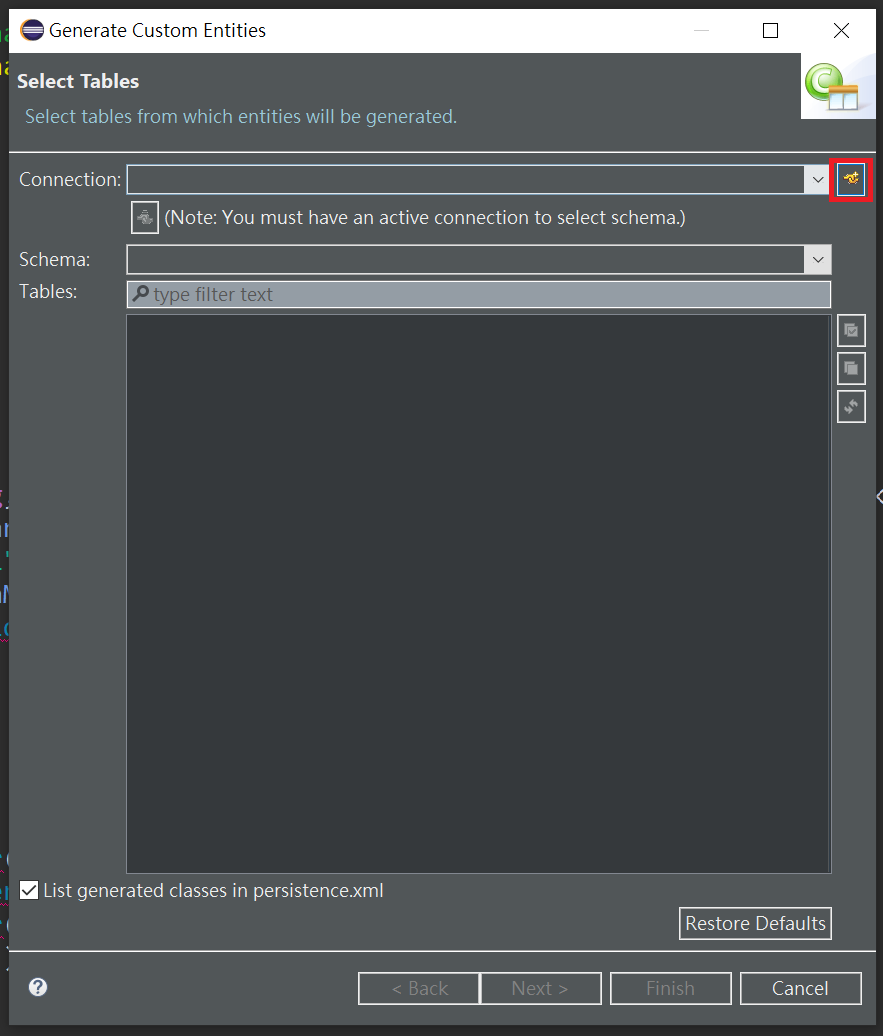 Generate Custom Entities
Select Tables
Select tables from which entities will be generated.
Connection:
(Note: You must have an active connection to select schema.)
Schema:
Tables:
type filter text
List generated classes in persistence.xml
Restore Defaults
< Back
Next >
Finish
Cancel